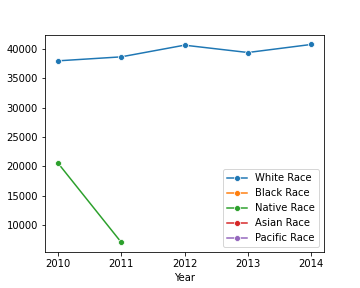 40000
35000
30000
25000
20000
15000
10000
White Race
Black Race
Native Race
Asian Race
Pacific Race
2010 2011 2012 2013 2014
Year